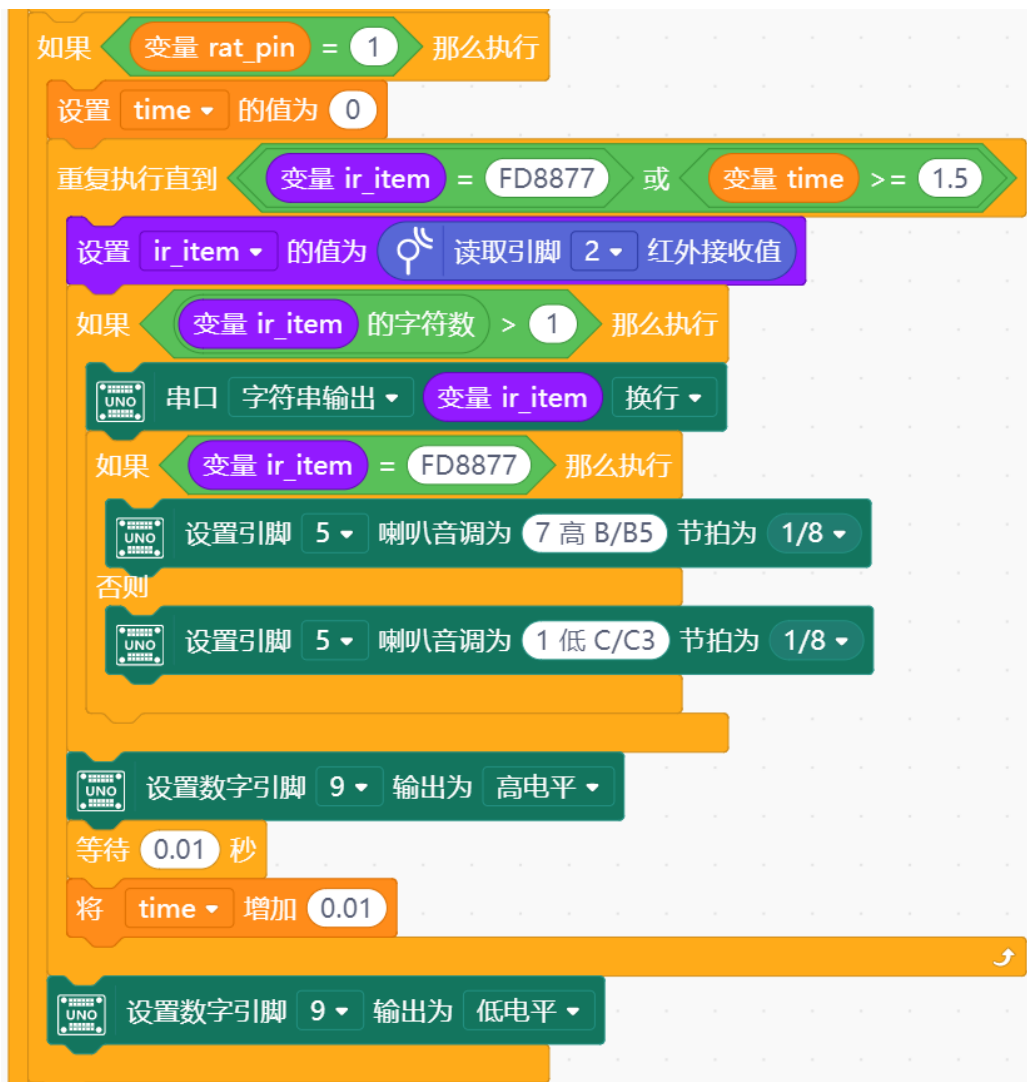 如果 变量 rat_pin = 1 那么执行
设置 time 的值为 0
重复执行直到 变量 ir_item = FD8877 或 变量 time >= 1.5
设置 ir_item 的值为 读取引脚 2 红外接收值
如果 变量 ir_item 的字符数 > 1 那么执行
UNO 串口 字符串输出 变量 ir_item 换行
如果 变量 ir_item = FD8877 那么执行
UNO 设置引脚 5 喇叭音调为 7 高 B/B5 节拍为 1/8
否则
UNO 设置引脚 5 喇叭音调为 1 低 C/C3 节拍为 1/8
UNO 设置数字引脚 9 输出为 高电平
等待 0.01 秒
将 time 增加 0.01
UNO 设置数字引脚 9 输出为 低电平